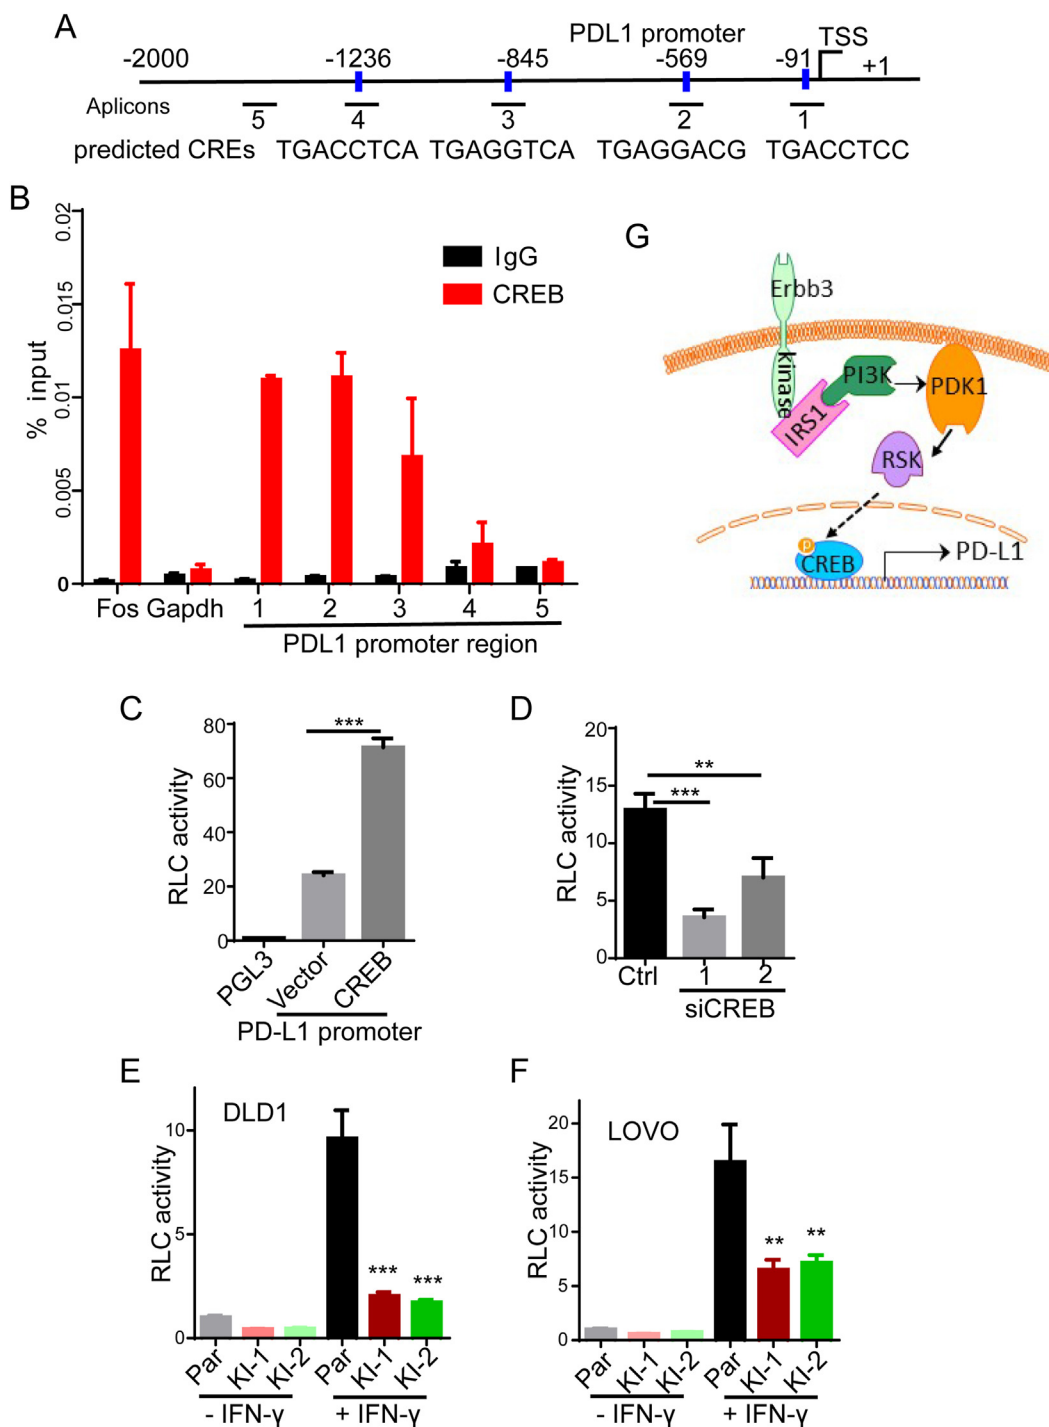 A
PDL1 promoter
TSS
-2000 -1236 -845 -569 -91 +1
Aplicons
5 4 3 2 1
predicted CREs TGACCTCA TGAGGTCA TGAGGACG TGACCTCC
B
% input
0.02
0.015
0.01
0.005
0
IgG
CREB
Fos Gapdh 1 2 3 4 5
PDL1 promoter region
G
Erbb3
kinase
IRS1
PI3K
PDK1
RSK
P
CREB
PD-L1
C
RLC activity
80
60
40
20
0
***
PGL3 Vector CREB
PD-L1 promoter
D
RLC activity
20
15
10
5
0
**
***
Ctrl 1 2
siCREB
E
DLD1
RLC activity
10
5
0
*** ***
Par KI-1 KI-2 Par KI-1 KI-2
- IFN-γ + IFN-γ
F
LOVO
RLC activity
20
15
10
5
0
** **
Par KI-1 KI-2 Par KI-1 KI-2
- IFN-γ + IFN-γ